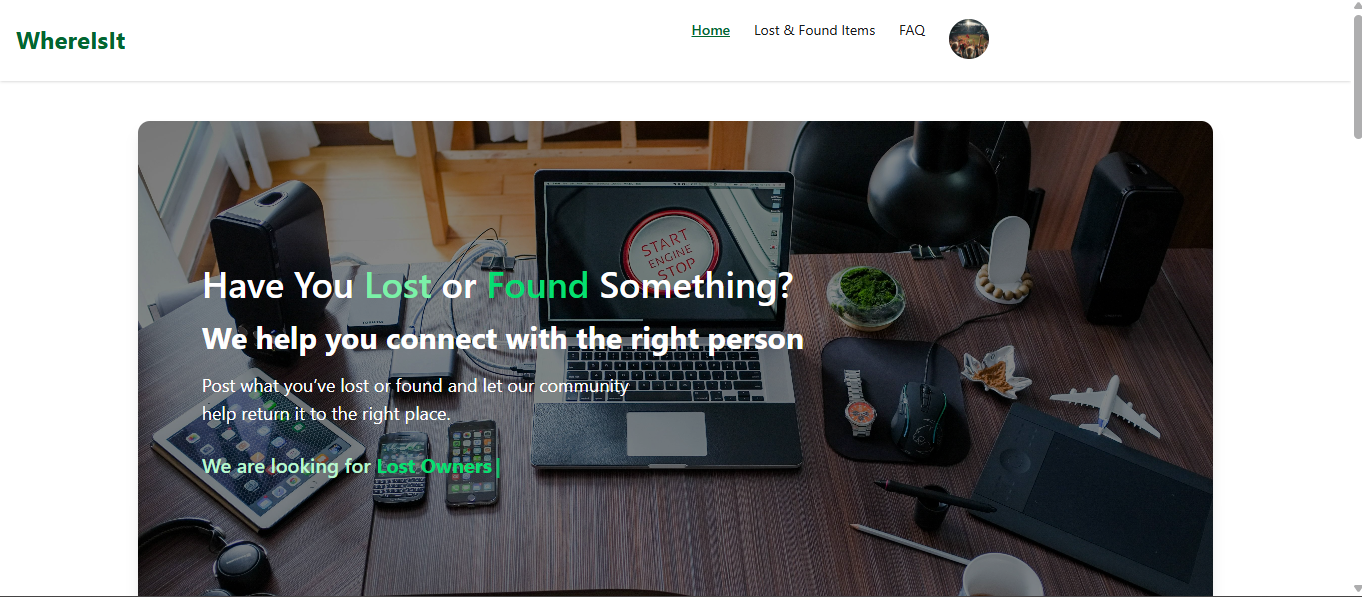 WhereIsIt
Home
Lost & Found Items
FAQ
START
ENGINE
STOP
Have You Lost or Found Something?
We help you connect with the right person
Post what you’ve lost or found and let our community
help return it to the right place.
We are looking for Lost Owners|